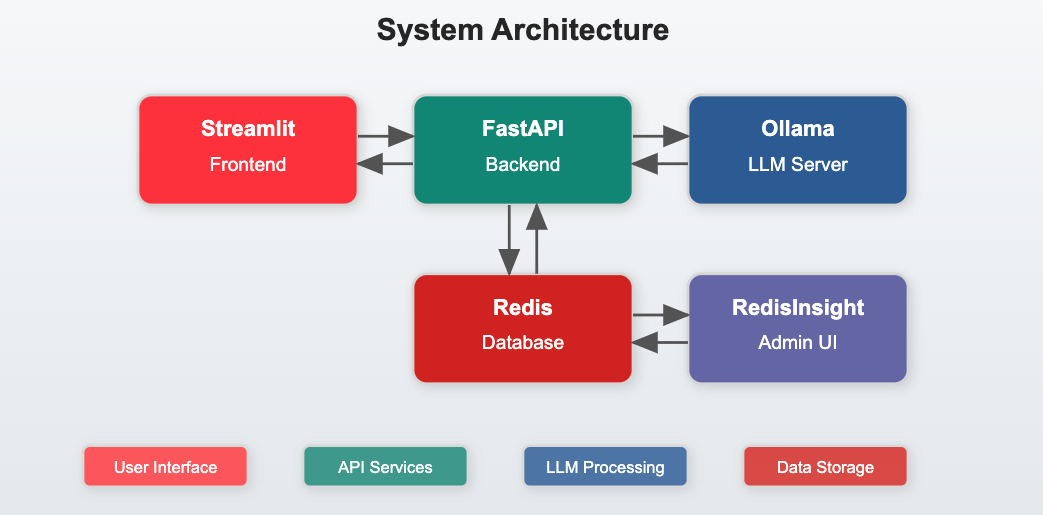 System Architecture
Streamlit
Frontend
FastAPI
Backend
Ollama
LLM Server
Redis
Database
RedisInsight
Admin UI
User Interface
API Services
LLM Processing
Data Storage